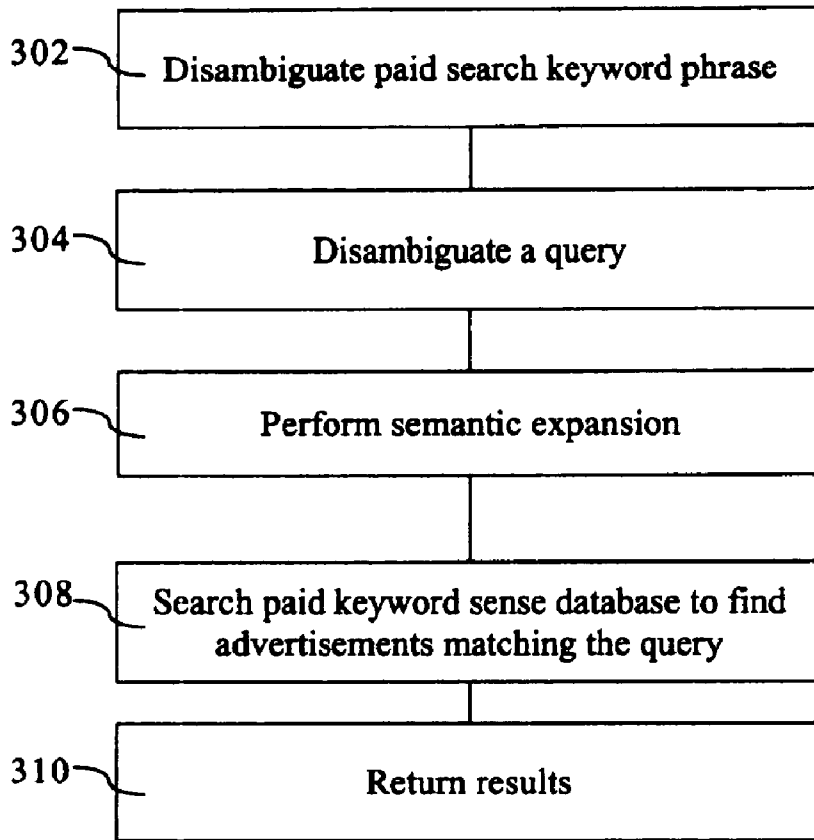 302
Disambiguate paid search keyword phrase
304
Disambiguate a query
306
Perform semantic expansion
308
Search paid keyword sense database to find
advertisements matching the query
310
Return results